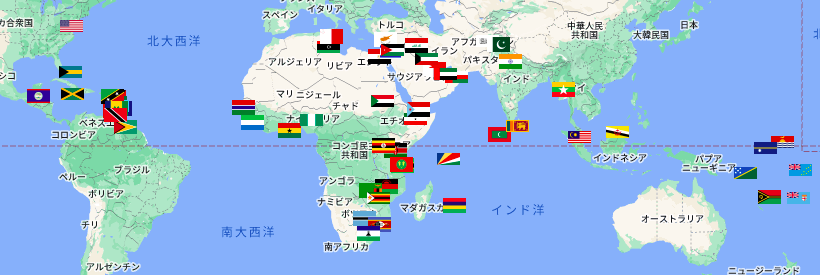 カ合衆国
スペイン
イタリア
トルコ
北大西洋
アルジェリア
リビア
エ
イラン
アフガ
パキスタ
中華人民
共和国
大韓民国
日本
サウジアラ
インド
シコ
マリ
ニジェール
チャド
イ
ベネズエ
コロンビア
ナイ
リア
エチオ
コンゴ民
共和国
インドネシア
パプア
ニューギニア
ペルー
ブラジル
アンゴラ
ボリビア
ナミビア
ボ
マダガスカ
インド洋
オーストラリア
チリ
南大西洋
南アフリカ
アルゼンチン
ニュージーランド